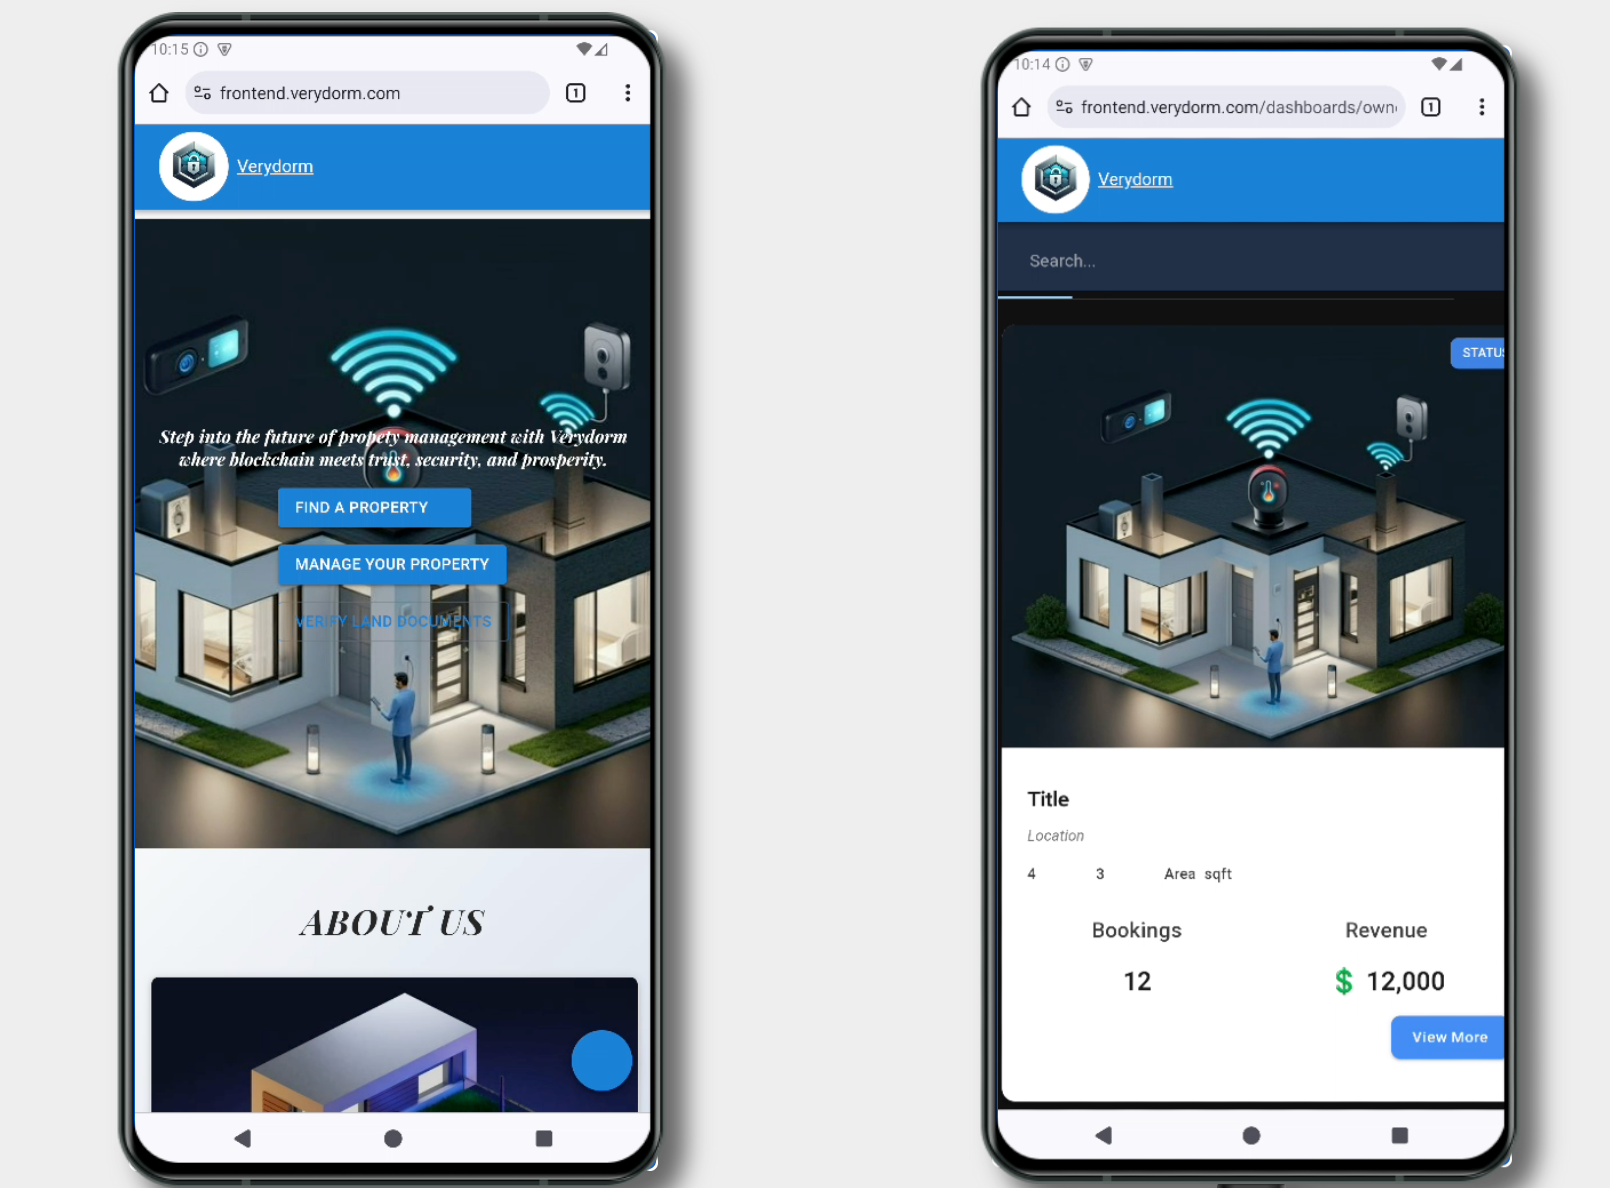 10:15
frontend.verydorm.com
1
Verydorm
Step into the future of propety management with Verydorm
where blockchain meets trust, security, and prosperity.
FIND A PROPERTY
MANAGE YOUR PROPERTY
VERIFY LAND DOCUMENTS
ABOUT US
10:14
frontend.verydorm.com/dashboards/own
1
Verydorm
Search...
STATUS
Title
Location
4 3 Area sqft
Bookings Revenue
12 $ 12,000
View More